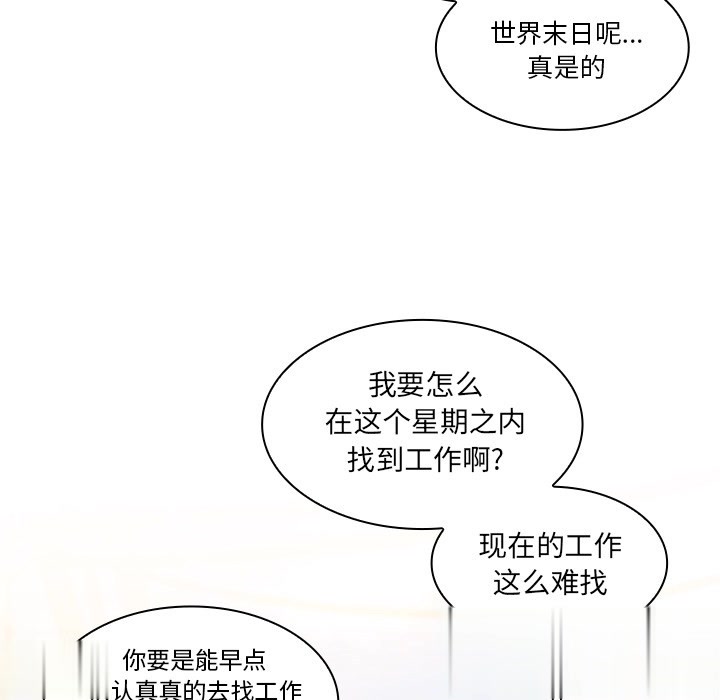 世界末日呢...
真是的
我要怎么
在这个星期之内
找到工作啊?
现在的工作
这么难找
你要是能早点
认真真的去找工作